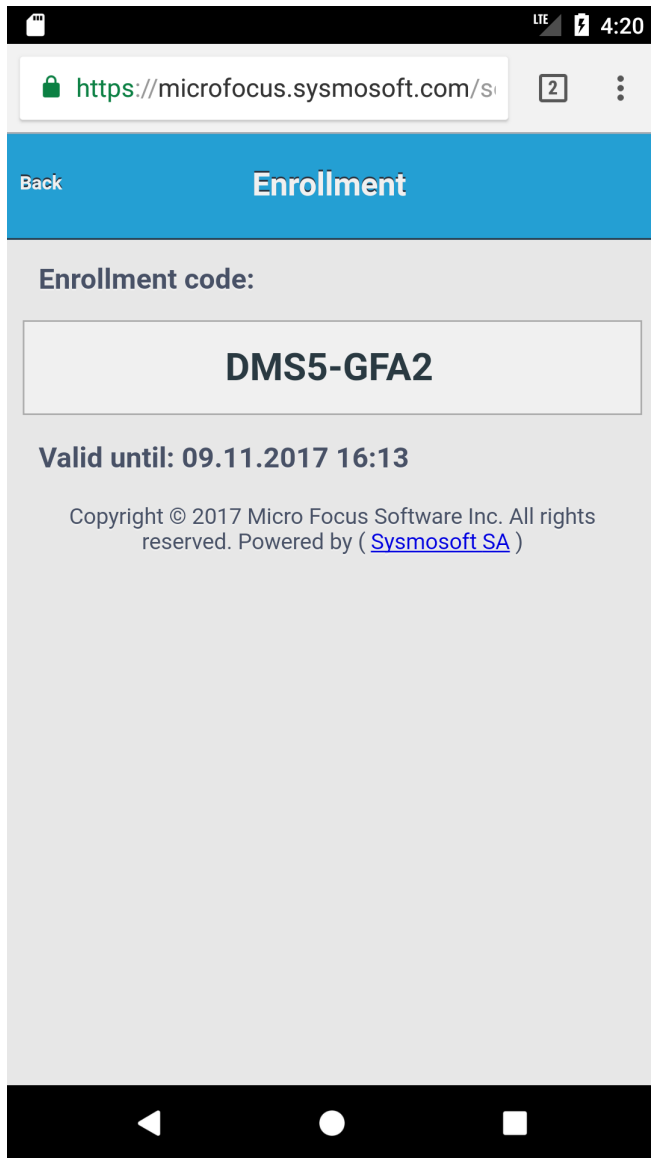 LTE 4:20
https://microfocus.sysmosoft.com/s
2
Back Enrollment
Enrollment code:
DMS5-GFA2
Valid until: 09.11.2017 16:13
Copyright © 2017 Micro Focus Software Inc. All rights
reserved. Powered by ( Sysmosoft SA )